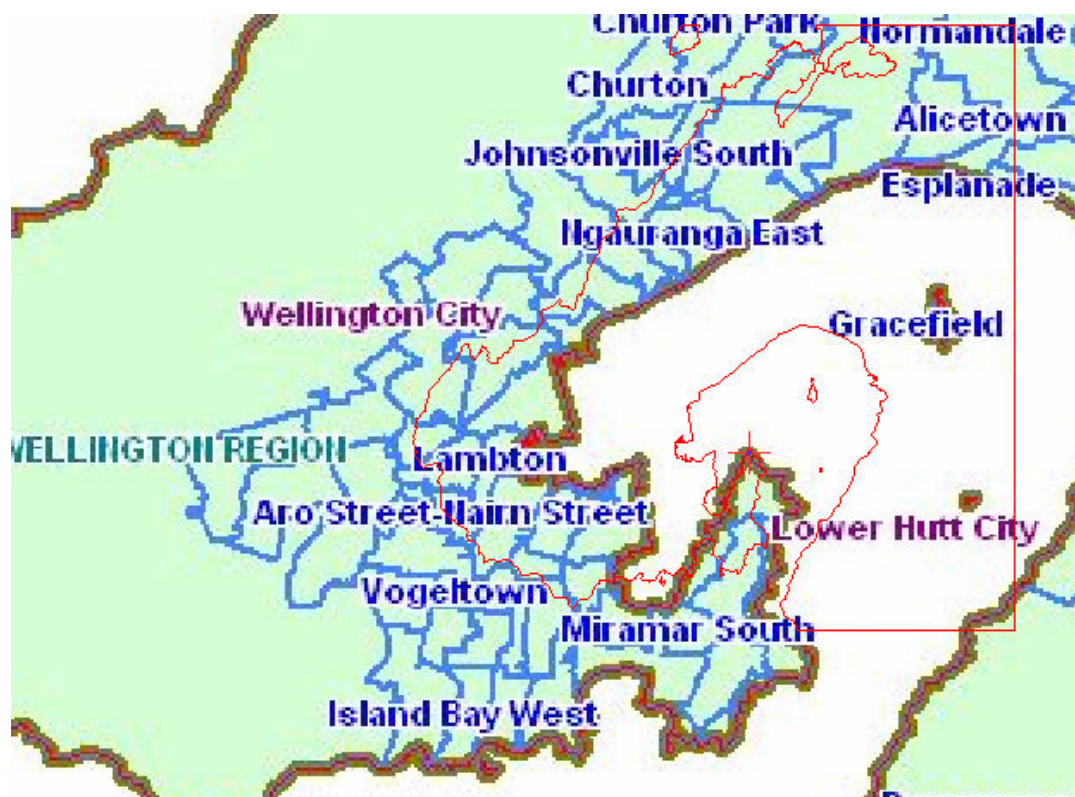 Churton Park
Normandale
Churton
Alicetown
Johnsonville South
Esplanade
Ngauranga East
Wellington City
Gracefield
WELLINGTON REGION
Lambton
Aro Street-Nairn Street
Lower Hutt City
Vogeltown
Miramar South
Island Bay West